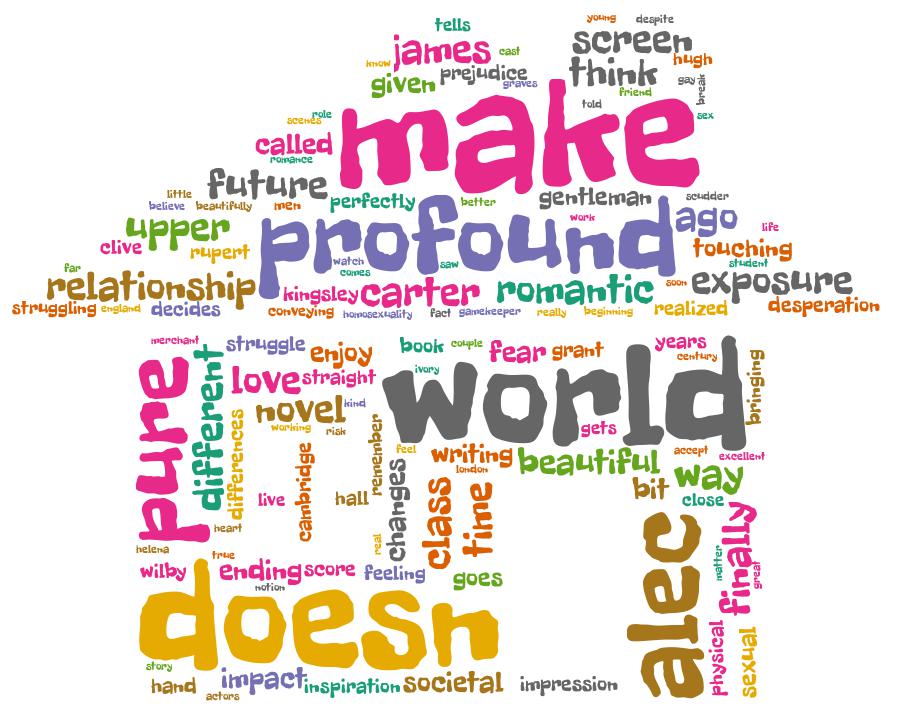 tells
young
despite
james
cast
screen
know
prejudice
think
hugh
given
graves
gay
break
friend
told
make
sex
role
scenes
called
romance
future
little
men
perfectly
better
gentleman
scudder
believe
beautifully
upper
profound
work
ago
life
clive
rupert
touching
watch
saw
student
far
comes
relationship
kingsley
carter
romantic
soon
exposure
struggling
england
decides
conveying
homosexuality
fact
gamekeeper
really
beginning
realized
desperation
merchant
struggle
enjoy
book
couple
fear
grant
years
century
pure
different
love
straight
ivory
world
bringing
novel
kind
gets
working
risk
differences
remember
feel
writing
beautiful
accept
excellent
london
way
live
cambridge
hall
changes
class
time
bit
close
heart
real
helena
true
alec
finally
matter
great
wilby
ending
score
feeling
goes
notion
doesn
physical
sexual
story
hand
impact
inspiration
societal
impression
actors